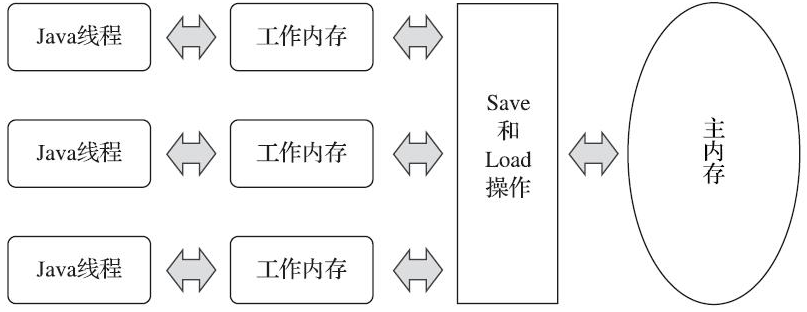 Java线程
工作内存
Java线程
工作内存
Java线程
工作内存
Save
和
Load
操作
主
内
存